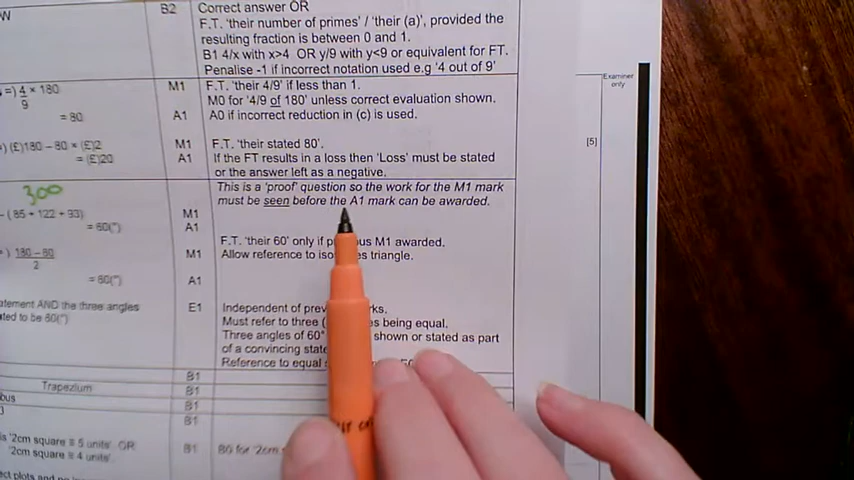 W B2 Correct answer OR
F.T. 'their number of primes' / 'their (a)', provided the
resulting fraction is between 0 and 1.
B1 4/x with x>4 OR y/9 with y<9 or equivalent for FT.
Penalise -1 if incorrect notation used e.g '4 out of 9'
=) 4 × 180 M1 F.T. 'their 4/9' if less than 1.
9 M0 for '4/9 of 180' unless correct evaluation shown.
= 80 A1 A0 if incorrect reduction in (c) is used.
Examiner
only
=) (£)180 – 80 × (£)2 M1 F.T. 'their stated 80'. [5]
= (£)20 A1 If the FT results in a loss then 'Loss' must be stated
or the answer left as a negative.
300 This is a 'proof' question so the work for the M1 mark
must be seen before the A1 mark can be awarded.
– (85 + 122 + 93) M1
= 60(°) A1
F.T. 'their 60' only if M1 awarded.
=) 180 – 60 M1 Allow reference to triangle.
2
= 60(°) A1
statement AND the three angles E1 Independent of
ted to be 60(°) Must refer to three being equal.
Three angles of 60° shown or stated as part
of a convincing
Reference to equal
B1
Trapezium B1
bus B1
B1
is '2cm square ≡ 5 units' OR B1 B0 for '2cm
'2cm square ≡ 4 units'.
ect plots and no